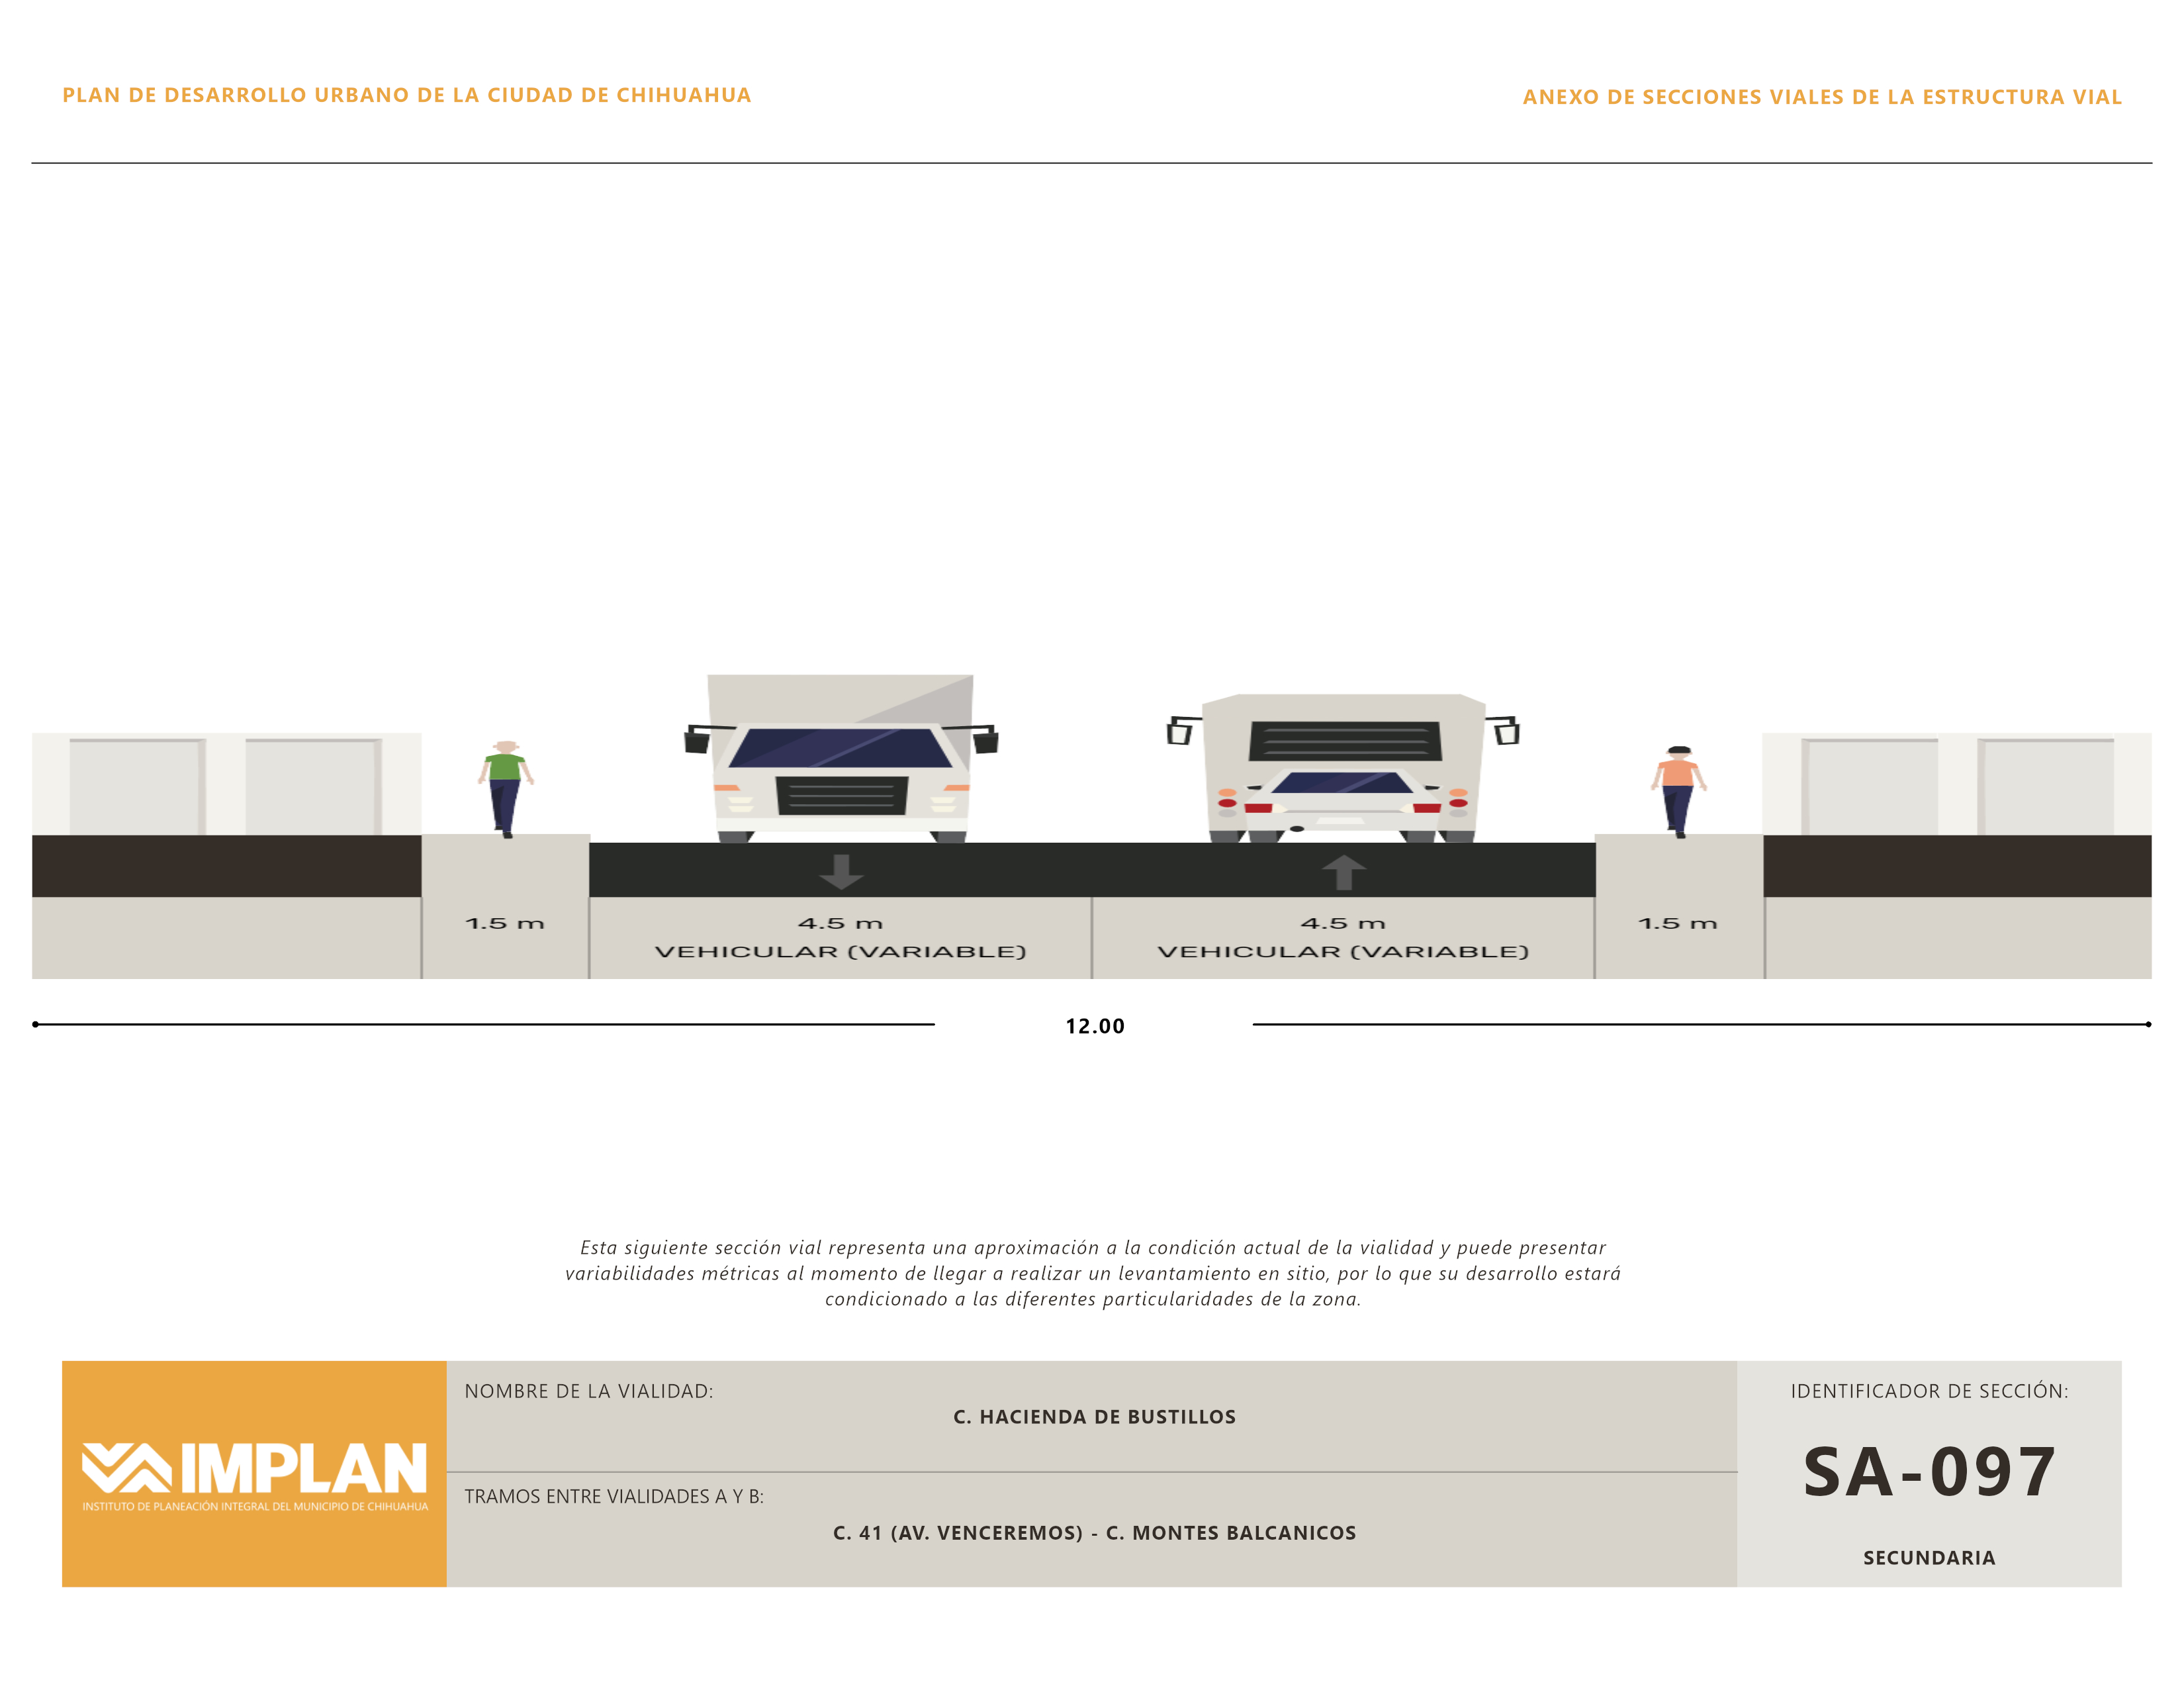 PLAN DE DESARROLLO URBANO DE LA CIUDAD DE CHIHUAHUA
ANEXO DE SECCIONES VIALES DE LA ESTRUCTURA VIAL
1.5 m
4.5 m
VEHICULAR (VARIABLE)
4.5 m
VEHICULAR (VARIABLE)
1.5 m
12.00
Esta siguiente sección vial representa una aproximación a la condición actual de la vialidad y puede presentar
variabilidades métricas al momento de llegar a realizar un levantamiento en sitio, por lo que su desarrollo estará
condicionado a las diferentes particularidades de la zona.
IMPLAN
INSTITUTO DE PLANEACIÓN INTEGRAL DEL MUNICIPIO DE CHIHUAHUA
NOMBRE DE LA VIALIDAD:
C. HACIENDA DE BUSTILLOS
TRAMOS ENTRE VIALIDADES A Y B:
C. 41 (AV. VENCEREMOS) - C. MONTES BALCANICOS
IDENTIFICADOR DE SECCIÓN:
SA-097
SECUNDARIA